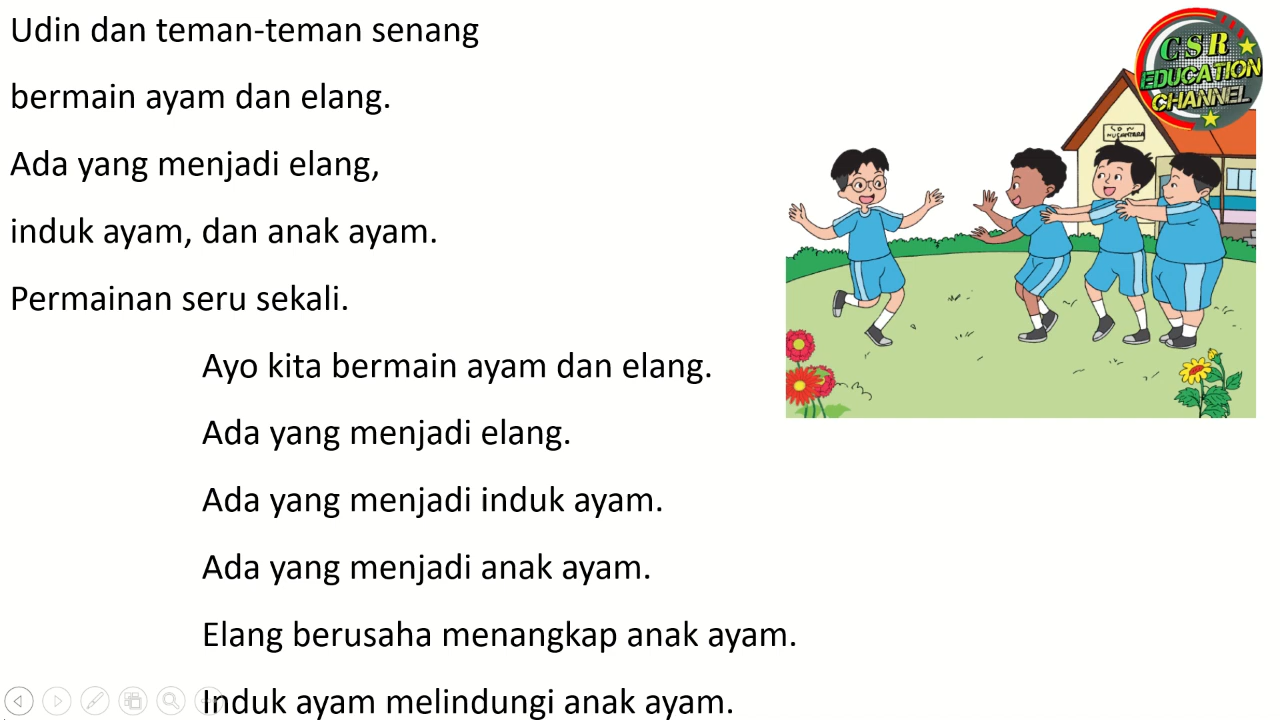 Udin dan teman-teman senang
bermain ayam dan elang.
Ada yang menjadi elang,
induk ayam, dan anak ayam.
Permainan seru sekali.
Ayo kita bermain ayam dan elang.
Ada yang menjadi elang.
Ada yang menjadi induk ayam.
Ada yang menjadi anak ayam.
Elang berusaha menangkap anak ayam.
Induk ayam melindungi anak ayam.
CSR
EDUCATION
CHANNEL
SDN
NUSANTARA